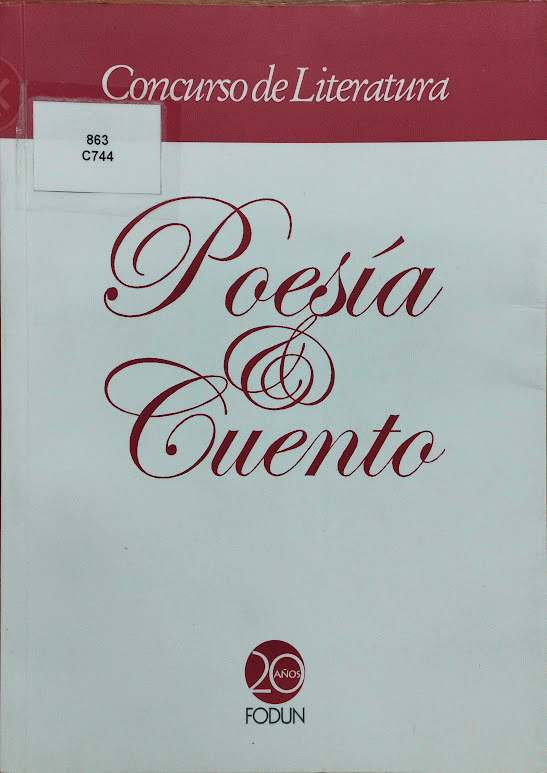 Concurso de Literatura
863
C744
Poesía
&
Cuento
20 AÑOS
FODUN